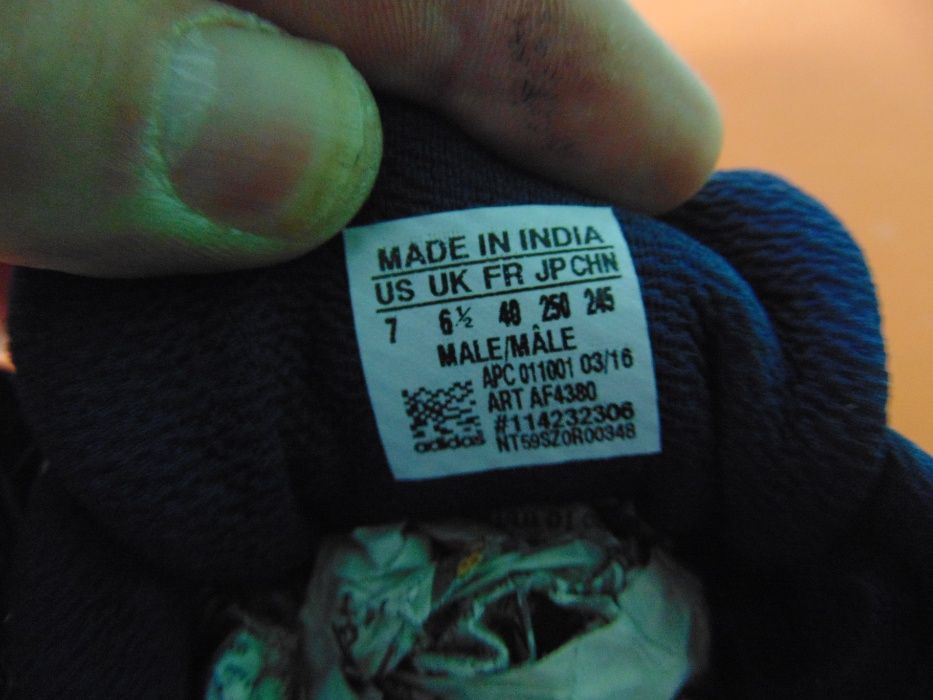 MADE IN INDIA
US UK FR JP CHN
7 6½ 40 250 245
MALE/MÂLE
APC 011001 03/16
ART AF4380
#114232306
adidas NT59SZ0R00348